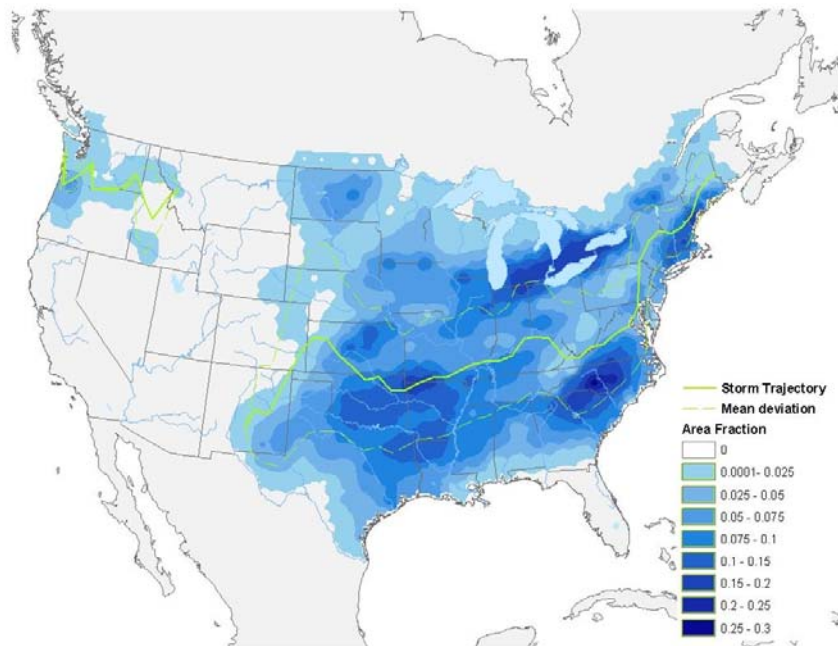 Storm Trajectory
Mean deviation
Area Fraction
0
0.0001- 0.025
0.025 - 0.05
0.05 - 0.075
0.075 - 0.1
0.1 - 0.15
0.15 - 0.2
0.2 - 0.25
0.25 - 0.3